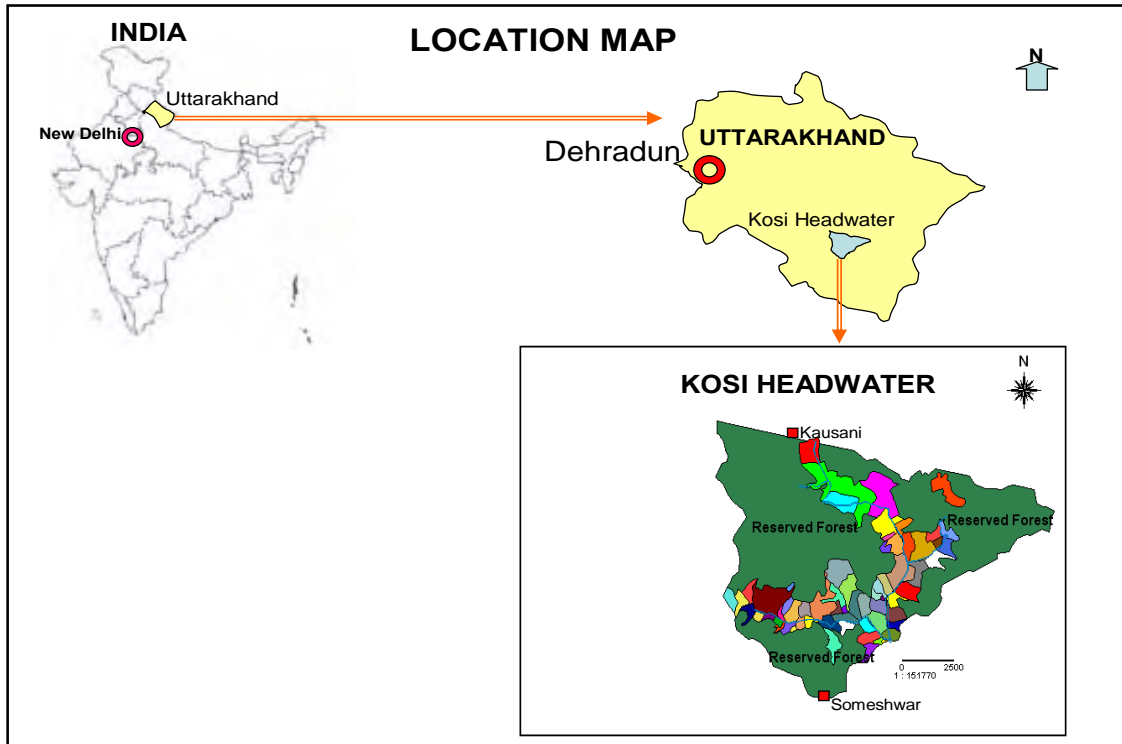 INDIA
LOCATION MAP
N
Uttarakhand
New Delhi
UTTARAKHAND
Dehradun
Kosi Headwater
N
KOSI HEADWATER
Kausani
Reserved Forest
Reserved Forest
Reserved Forest
0 2500
1 : 151770
Someshwar